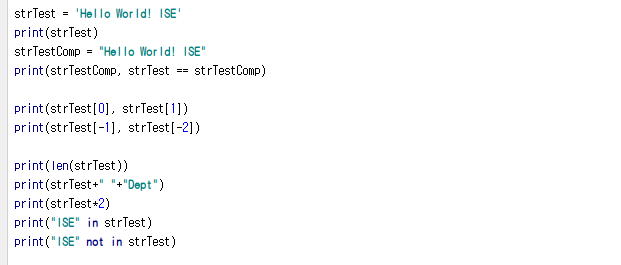 strTest = 'Hello World! ISE'
print(strTest)
strTestComp = "Hello World! ISE"
print(strTestComp, strTest == strTestComp)
print(strTest[0], strTest[1])
print(strTest[-1], strTest[-2])
print(len(strTest))
print(strTest+" "+"Dept")
print(strTest*2)
print("ISE" in strTest)
print("ISE" not in strTest)